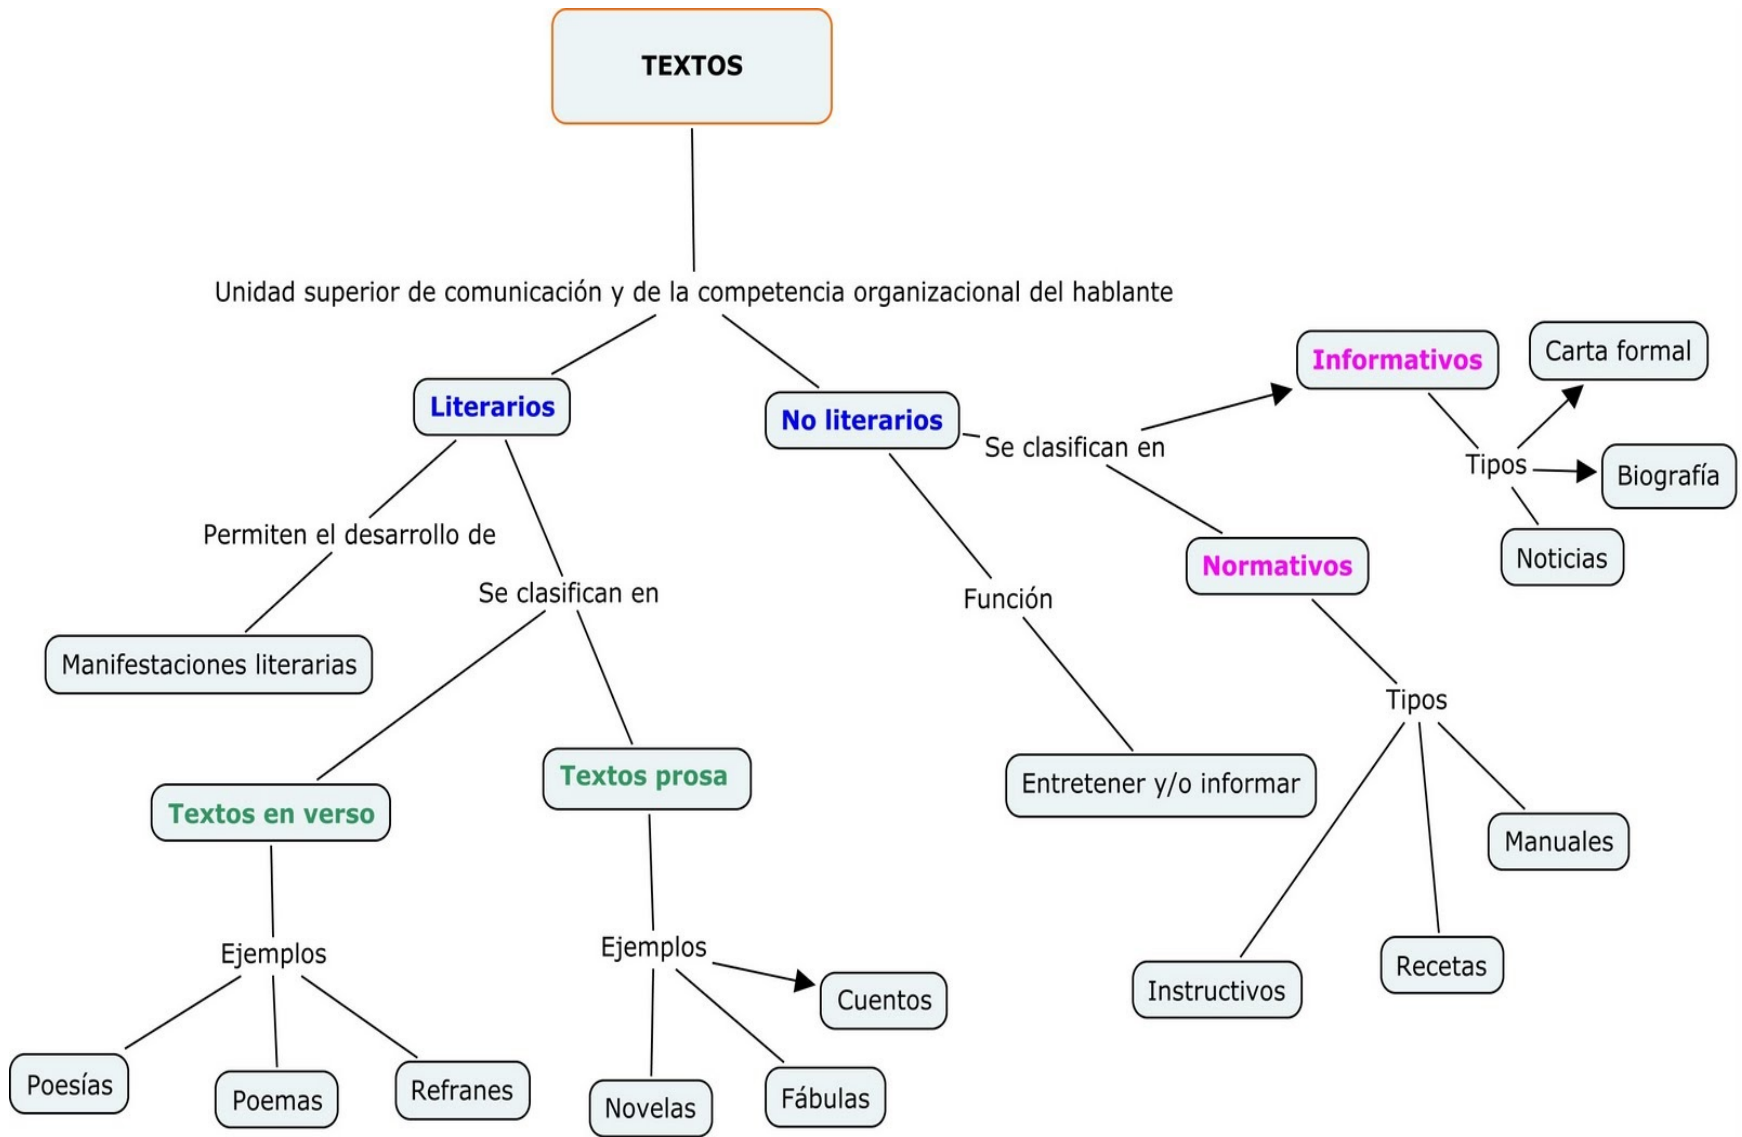 TEXTOS
Unidad superior de comunicación y de la competencia organizacional del hablante
Literarios
Permiten el desarrollo de
Manifestaciones literarias
Se clasifican en
Textos en verso
Ejemplos
Poesías
Poemas
Refranes
Textos prosa
Ejemplos
Novelas
Fábulas
Cuentos
No literarios
Función
Entretener y/o informar
Se clasifican en
Informativos
Tipos
Carta formal
Biografía
Noticias
Normativos
Tipos
Instructivos
Recetas
Manuales